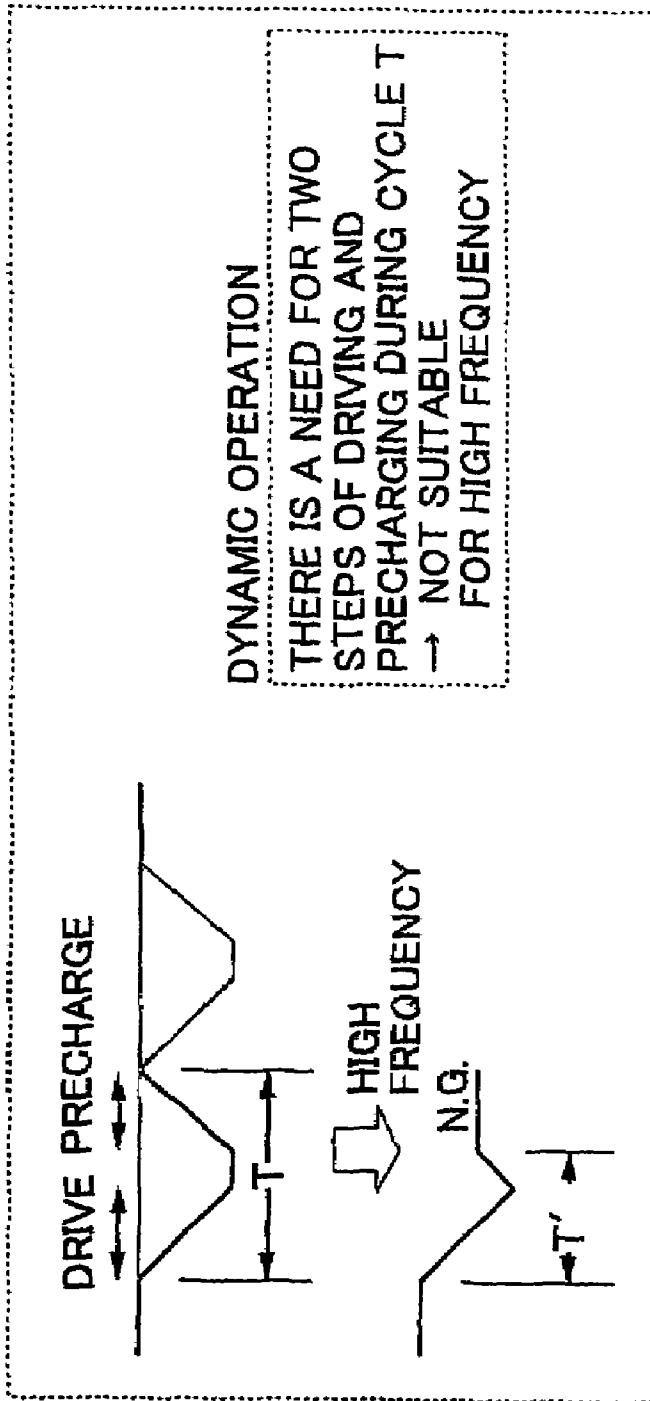 DRIVE PRECHARGE
T
HIGH
FREQUENCY
N.G.
T′
DYNAMIC OPERATION
THERE IS A NEED FOR TWO
STEPS OF DRIVING AND
PRECHARGING DURING CYCLE T
→ NOT SUITABLE
FOR HIGH FREQUENCY